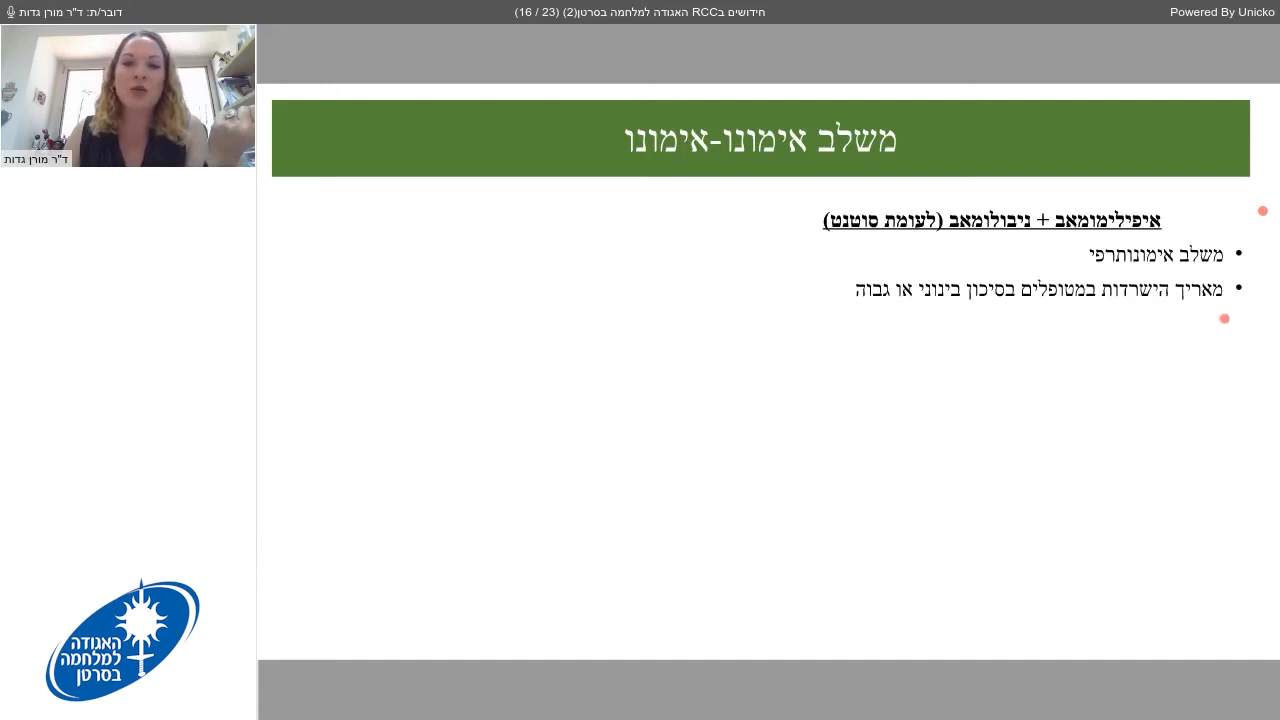 דובר/ת: ד"ר מורן גדות
חידושים בRCC האגודה למלחמה בסרטן(2) (23 / 16)
Powered By Unicko
ד"ר מורן גדות
משלב אימונו-אימונו
איפילימומאב + ניבולומאב (לעומת סוטנט)
• משלב אימונותרפי
• מאריך הישרדות במטופלים בסיכון בינוני או גבוה
האגודה
למלחמה
בסרטן